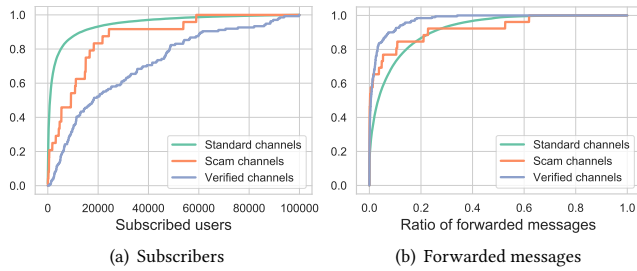 1.0
0.8
0.6
0.4
0.2
0.0
Standard channels
Scam channels
Verified channels
0 20000 40000 60000 80000 100000
Subscribed users
(a) Subscribers
1.0
0.8
0.6
0.4
0.2
0.0
Standard channels
Scam channels
Verified channels
0.0 0.2 0.4 0.6 0.8 1.0
Ratio of forwarded messages
(b) Forwarded messages